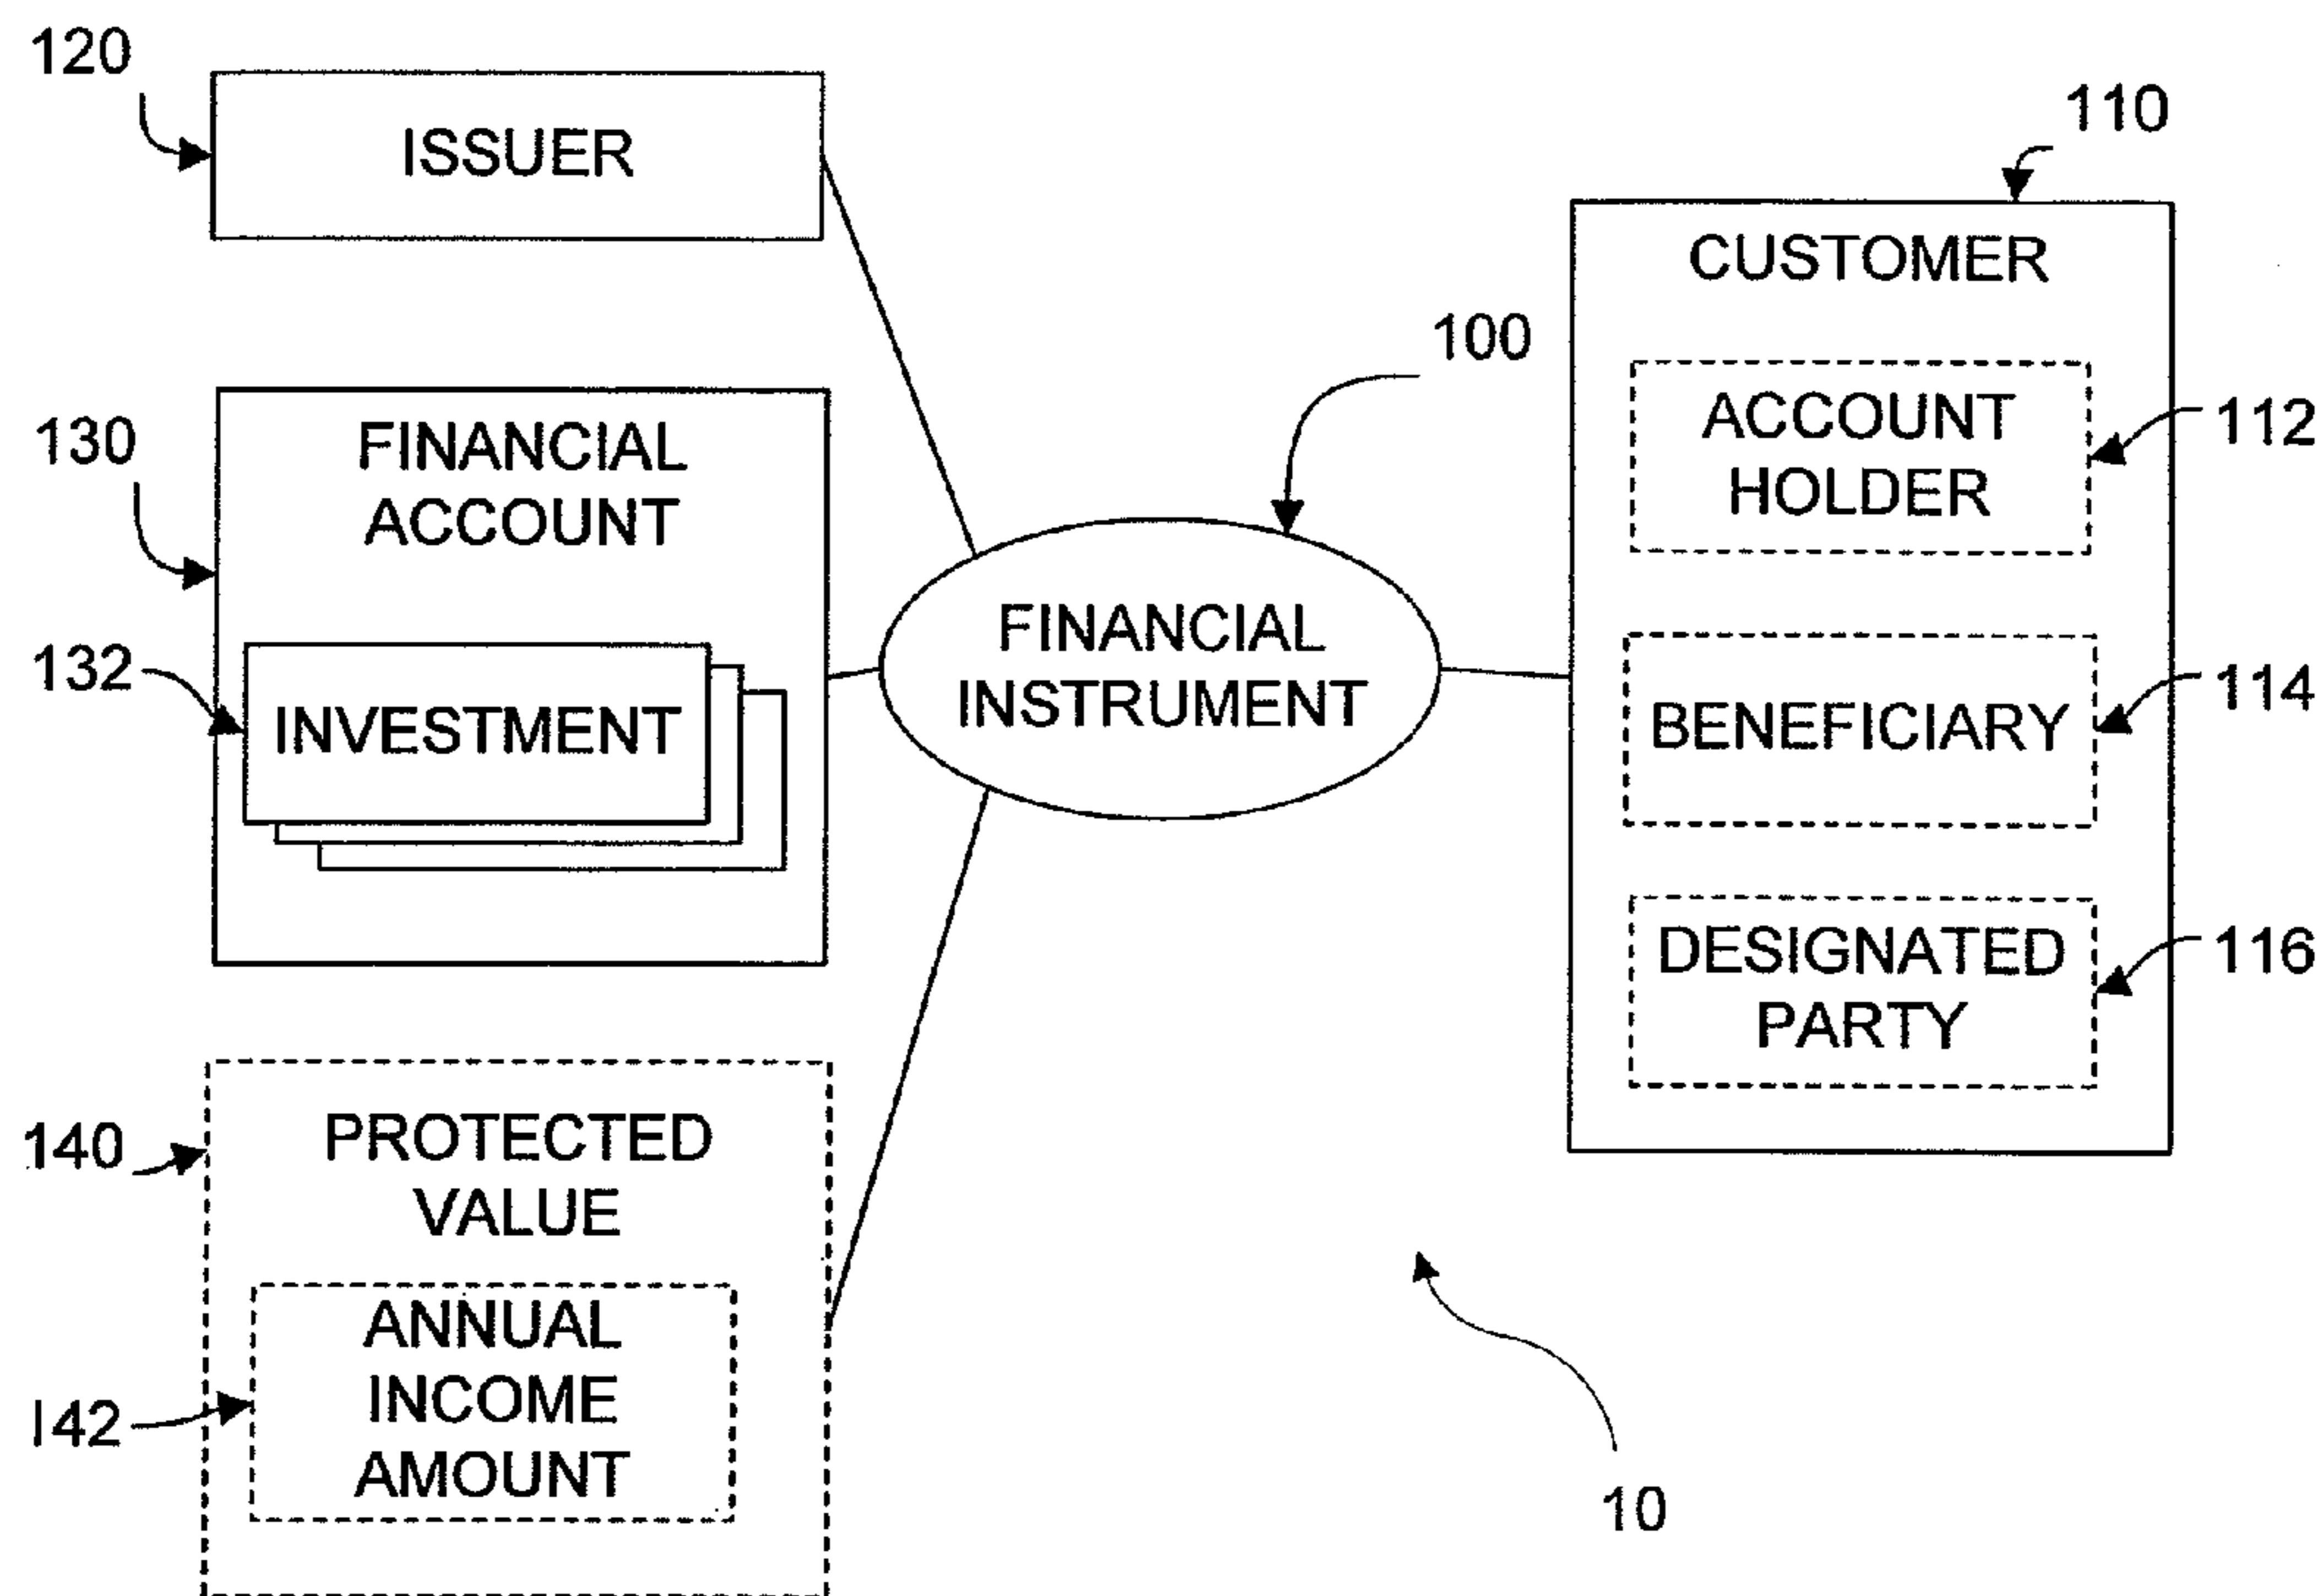 120
ISSUER
110
CUSTOMER
100
ACCOUNT
HOLDER
112
130
FINANCIAL
ACCOUNT
132
INVESTMENT
FINANCIAL
INSTRUMENT
BENEFICIARY
114
DESIGNATED
PARTY
116
140
PROTECTED
VALUE
142
ANNUAL
INCOME
AMOUNT
10